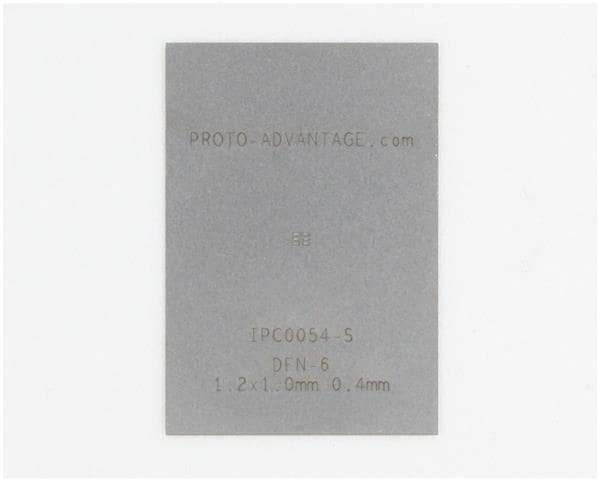 PROTO-ADVANTAGE.com
IPC0054-S
DFN-6
1.2x1.0mm 0.4mm